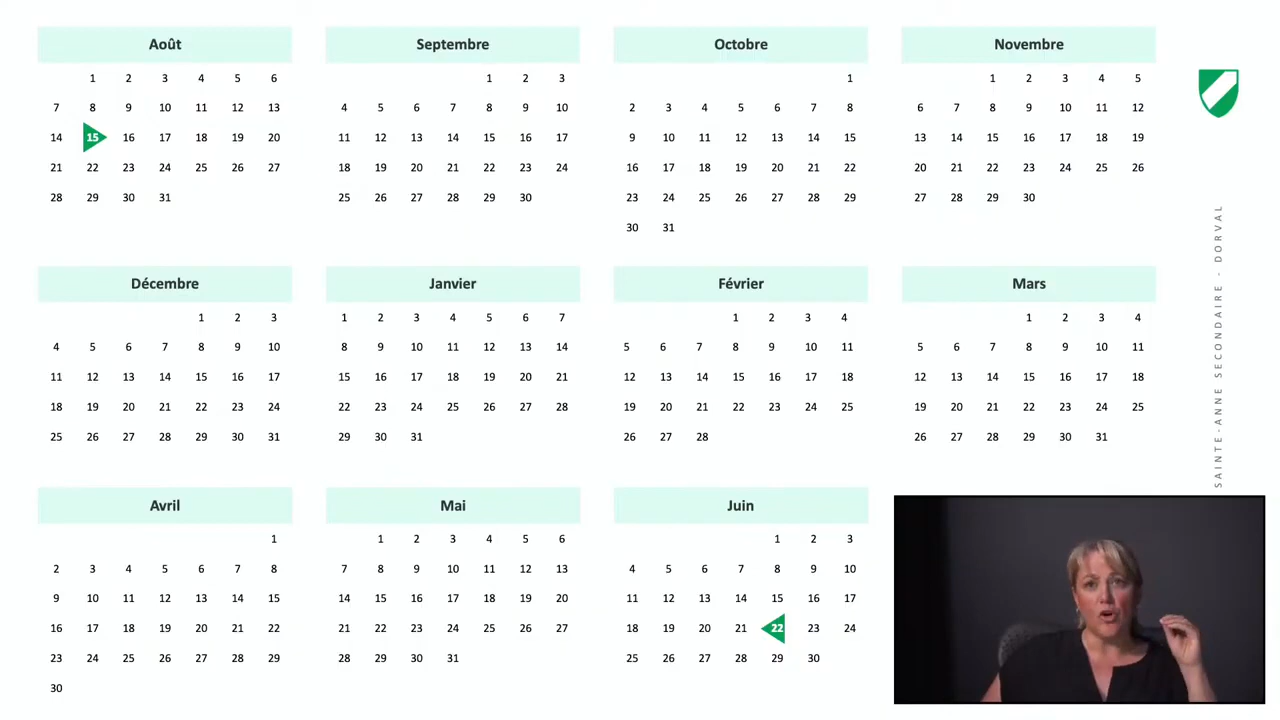 Août
1 2 3 4 5 6
7 8 9 10 11 12 13
14 15 16 17 18 19 20
21 22 23 24 25 26 27
28 29 30 31
Septembre
1 2 3
4 5 6 7 8 9 10
11 12 13 14 15 16 17
18 19 20 21 22 23 24
25 26 27 28 29 30
Octobre
1
2 3 4 5 6 7 8
9 10 11 12 13 14 15
16 17 18 19 20 21 22
23 24 25 26 27 28 29
30 31
Novembre
1 2 3 4 5
6 7 8 9 10 11 12
13 14 15 16 17 18 19
20 21 22 23 24 25 26
27 28 29 30
Décembre
1 2 3
4 5 6 7 8 9 10
11 12 13 14 15 16 17
18 19 20 21 22 23 24
25 26 27 28 29 30 31
Janvier
1 2 3 4 5 6 7
8 9 10 11 12 13 14
15 16 17 18 19 20 21
22 23 24 25 26 27 28
29 30 31
Février
1 2 3 4
5 6 7 8 9 10 11
12 13 14 15 16 17 18
19 20 21 22 23 24 25
26 27 28
Mars
1 2 3 4
5 6 7 8 9 10 11
12 13 14 15 16 17 18
19 20 21 22 23 24 25
26 27 28 29 30 31
Avril
1
2 3 4 5 6 7 8
9 10 11 12 13 14 15
16 17 18 19 20 21 22
23 24 25 26 27 28 29
30
Mai
1 2 3 4 5 6
7 8 9 10 11 12 13
14 15 16 17 18 19 20
21 22 23 24 25 26 27
28 29 30 31
Juin
1 2 3
4 5 6 7 8 9 10
11 12 13 14 15 16 17
18 19 20 21 22 23 24
25 26 27 28 29 30
SAINTE-ANNE SECONDAIRE - DORVAL